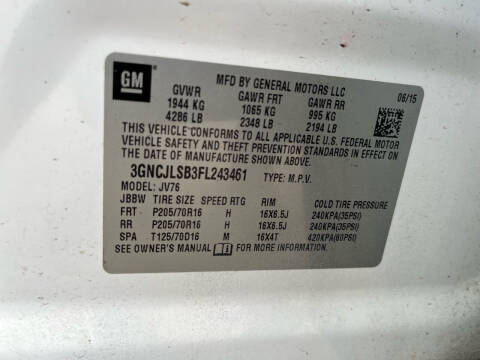 GM
MFD BY GENERAL MOTORS LLC
GVWR GAWR FRT GAWR RR 06/15
1944 KG 1065 KG 995 KG
4286 LB 2348 LB 2194 LB
THIS VEHICLE CONFORMS TO ALL APPLICABLE U.S. FEDERAL MOTOR
VEHICLE SAFETY AND THEFT PREVENTION STANDARDS IN EFFECT ON
THE DATE OF MANUFACTURE SHOWN ABOVE.
3GNCJLSB3FL243461 TYPE: M.P.V.
MODEL: JV76
JBBW TIRE SIZE SPEED RTG RIM COLD TIRE PRESSURE
FRT P205/70R16 H 16X6.5J 240KPA(35PSI)
RR P205/70R16 H 16X6.5J 240KPA(35PSI)
SPA T125/70D16 M 16X4T 420KPA(60PSI)
SEE OWNER'S MANUAL FOR MORE INFORMATION.